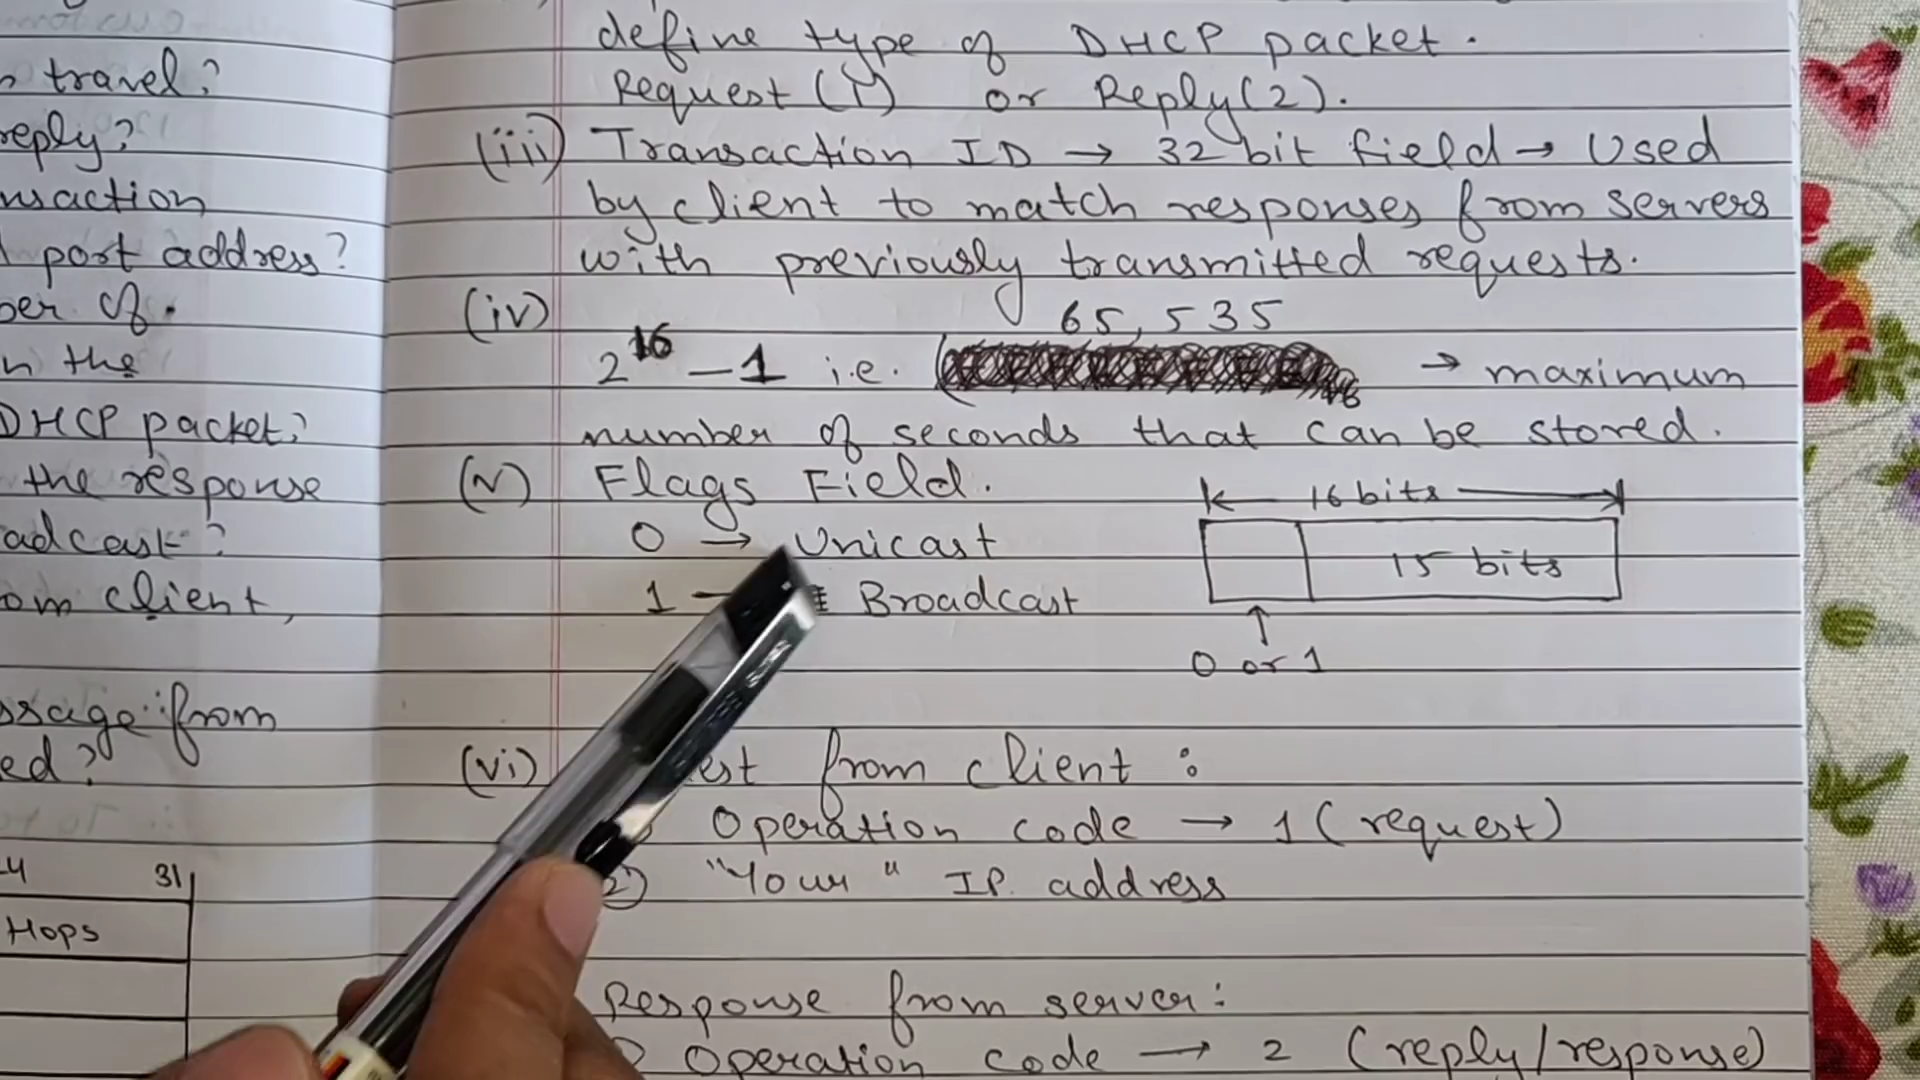 travel?
reply?
nsaction
port address?
ber of
n the
DHCP packet?
the response
adcast?
om client,
ssage from
ed?
31
Hops
define type of DHCP packet.
Request (1) or Reply (2).
(iii) Transaction ID → 32 bit field → Used
by client to match responses from servers
with previously transmitted requests.
(iv) 65,535
2^16 - 1 i.e. → maximum
number of seconds that can be stored.
(v) Flags Field.
0 → Unicast
1 → Broadcast
16 bits
15 bits
0 or 1
(vi) est from client :
Operation code → 1 (request)
2) "Your" IP address
Response from server:
Operation code → 2 (reply/response)